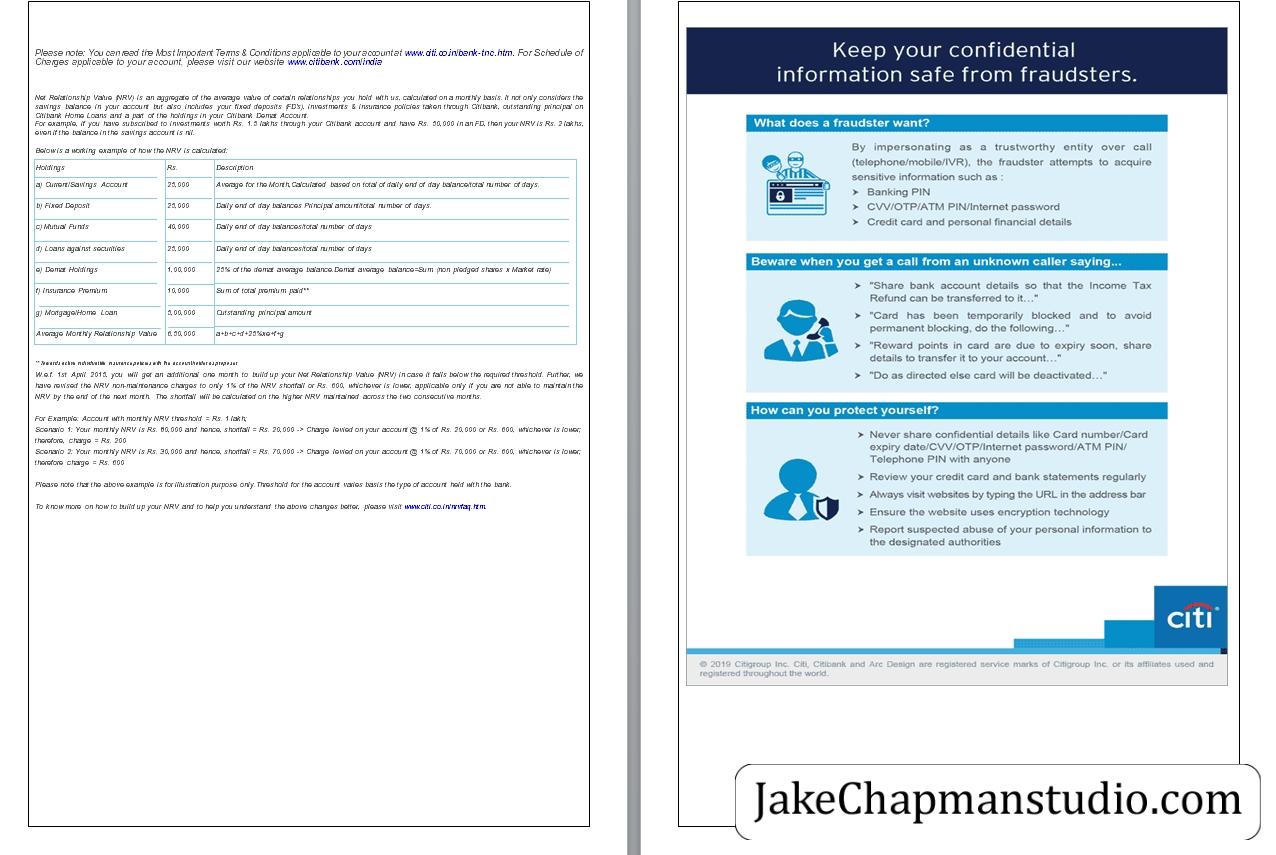 Please note: You can read the Most Important Terms & Conditions applicable to your account at www.citi.co.in/ibank-tnc.htm. For Schedule of
Charges applicable to your account, please visit our website www.citibank.com/india
Net Relationship Value (NRV) is an aggregate of the average value of certain relationships you hold with us, calculated on a monthly basis. It not only considers the
savings balance in your account but also includes your fixed deposits (FD's), investments & insurance policies taken through Citibank, outstanding principal on
Citibank Home Loans and a part of the holdings in your Citibank Demat Account.
For example, if you have subscribed to investments worth Rs. 1.5 lakhs through your Citibank account and have Rs. 50,000 in an FD, then your NRV is Rs. 2 lakhs,
even if the balance in the savings account is nil.
Below is a working example of how the NRV is calculated:
Holdings Rs. Description
a) Current/Savings Account 25,000 Average for the Month,Calculated based on total of daily end of day balance/total number of days.
b) Fixed Deposit 25,000 Daily end of day balances Principal amount/total number of days.
c) Mutual Funds 40,000 Daily end of day balances/total number of days
d) Loans against securities 25,000 Daily end of day balances/total number of days
e) Demat Holdings 1,00,000 25% of the demat average balance.Demat average balance=Sum (non pledged shares x Market rate)
f) Insurance Premium 10,000 Sum of total premium paid**
g) Mortgage/Home Loan 5,00,000 Outstanding principal amount
Average Monthly Relationship Value 6,50,000 a+b+c+d+25%xe+f+g
W.e.f. 1st April 2015, you will get an additional one month to build up your Net Relationship Value (NRV) in case it falls below the required threshold. Further, we
have revised the NRV non-maintenance charges to only 1% of the NRV shortfall or Rs. 600, whichever is lower, applicable only if you are not able to maintain the
NRV by the end of the next month. The shortfall will be calculated on the higher NRV maintained across the two consecutive months.
For Example: Account with monthly NRV threshold = Rs. 1 lakh;
Scenario 1: Your monthly NRV is Rs. 80,000 and hence, shortfall = Rs. 20,000 -> Charge levied on your account @ 1% of Rs. 20,000 or Rs. 600, whichever is lower;
therefore, charge = Rs. 200
Scenario 2: Your monthly NRV is Rs. 30,000 and hence, shortfall = Rs. 70,000 -> Charge levied on your account @ 1% of Rs. 70,000 or Rs. 600, whichever is lower;
therefore charge = Rs. 600
Please note that the above example is for illustration purpose only. Threshold for the account varies basis the type of account held with the bank.
To know more on how to build up your NRV and to help you understand the above changes better, please visit www.citi.co.in/nrvfaq.htm.
Keep your confidential
information safe from fraudsters.
What does a fraudster want?
By impersonating as a trustworthy entity over call
(telephone/mobile/IVR), the fraudster attempts to acquire
sensitive information such as :
➤ Banking PIN
➤ CVV/OTP/ATM PIN/Internet password
➤ Credit card and personal financial details
Beware when you get a call from an unknown caller saying...
➤ "Share bank account details so that the Income Tax
Refund can be transferred to it…"
➤ "Card has been temporarily blocked and to avoid
permanent blocking, do the following…"
➤ "Reward points in card are due to expiry soon, share
details to transfer it to your account…"
➤ "Do as directed else card will be deactivated…"
How can you protect yourself?
➤ Never share confidential details like Card number/Card
expiry date/CVV/OTP/Internet password/ATM PIN/
Telephone PIN with anyone
➤ Review your credit card and bank statements regularly
➤ Always visit websites by typing the URL in the address bar
➤ Ensure the website uses encryption technology
➤ Report suspected abuse of your personal information to
the designated authorities
citi
© 2019 Citigroup Inc. Citi, Citibank and Arc Design are registered service marks of Citigroup Inc. or its affiliates used and
registered throughout the world.
JakeChapmanstudio.com